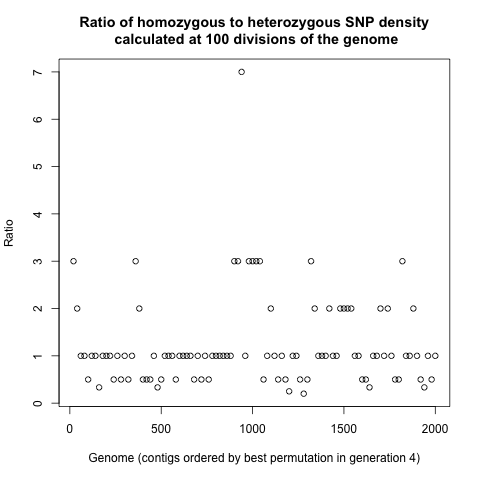 Ratio of homozygous to heterozygous SNP density
calculated at 100 divisions of the genome
7
6
5
4
3
2
1
0
Ratio
0 500 1000 1500 2000
Genome (contigs ordered by best permutation in generation 4)